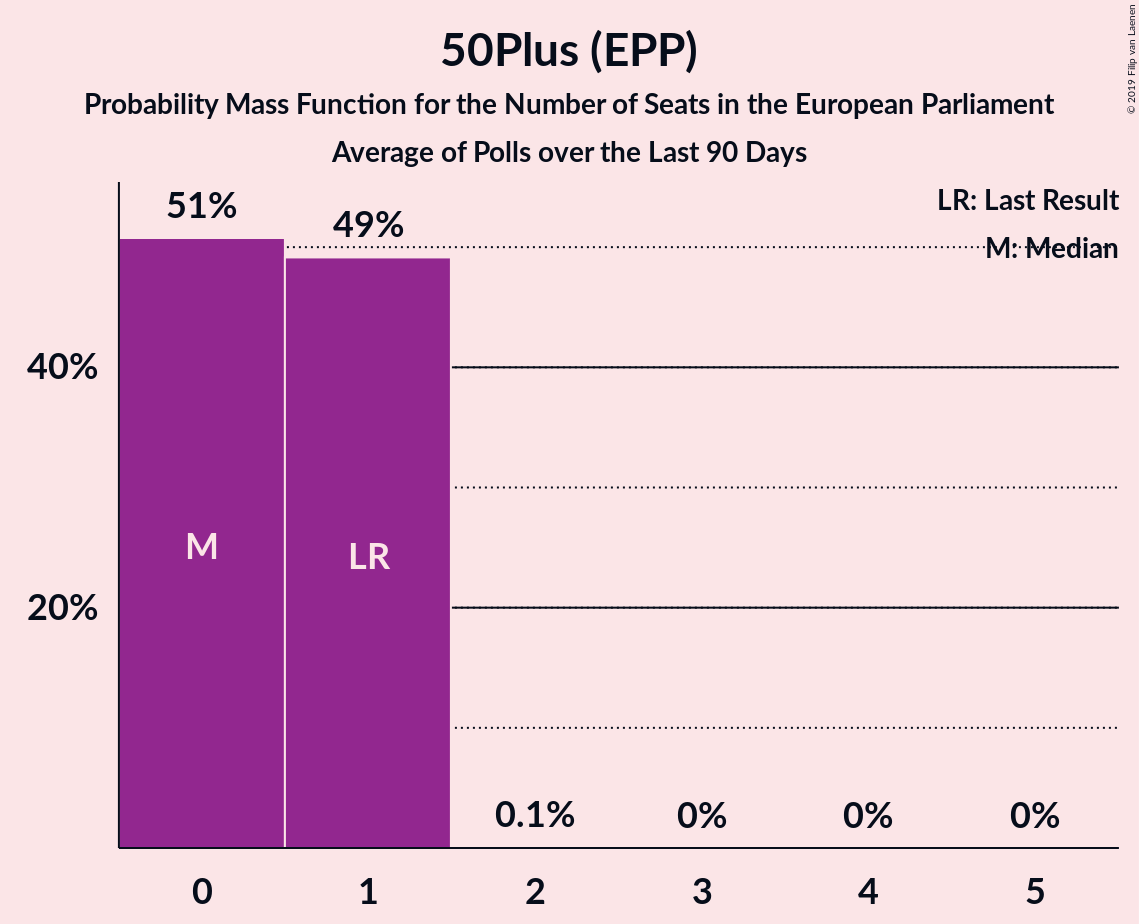 50Plus (EPP)
Probability Mass Function for the Number of Seats in the European Parliament
Average of Polls over the Last 90 Days
© 2019 Filip van Laenen
LR: Last Result
M: Median
51%
49%
40%
20%
M
LR
0.1%
0%
0%
0%
0
1
2
3
4
5